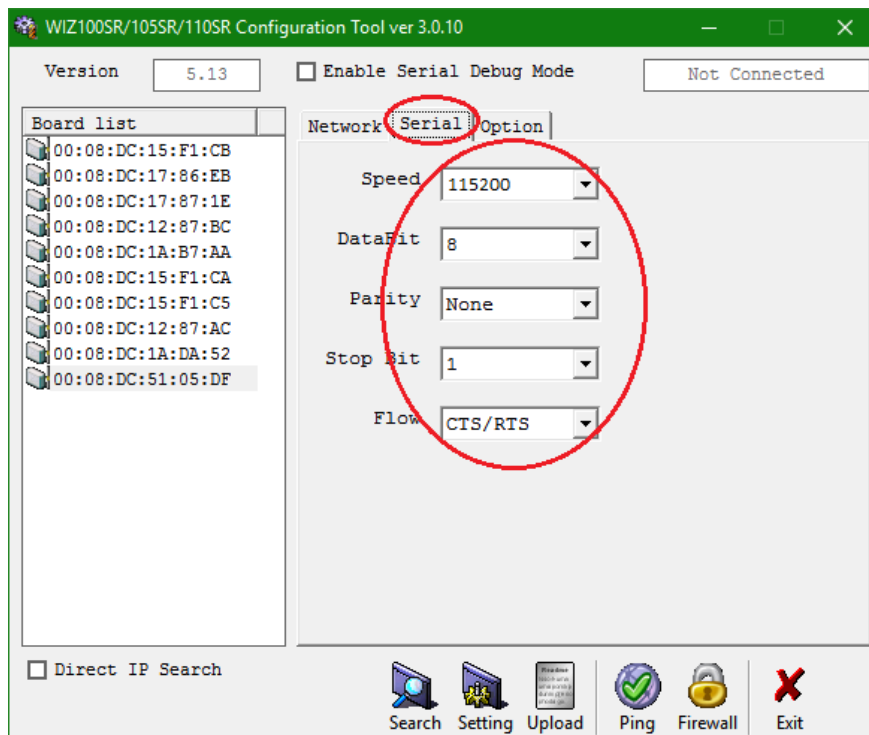 WIZ100SR/105SR/110SR Configuration Tool ver 3.0.10
Version 5.13 Enable Serial Debug Mode Not Connected
Board list
00:08:DC:15:F1:CB
00:08:DC:17:86:EB
00:08:DC:17:87:1E
00:08:DC:12:87:BC
00:08:DC:1A:B7:AA
00:08:DC:15:F1:CA
00:08:DC:15:F1:C5
00:08:DC:12:87:AC
00:08:DC:1A:DA:52
00:08:DC:51:05:DF
Network Serial Option
Speed 115200
DataBit 8
Parity None
Stop Bit 1
Flow CTS/RTS
Direct IP Search
Search Setting Upload Ping Firewall Exit